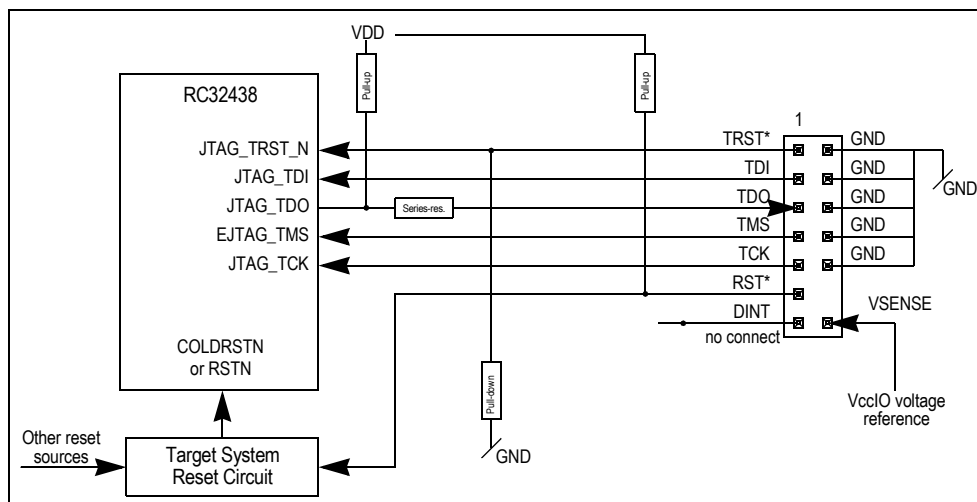 VDD
RC32438
Pull-up
Pull-up
1
JTAG_TRST_N
TRST*
GND
JTAG_TDI
TDI
GND
GND
JTAG_TDO
Series-res.
TDO
GND
EJTAG_TMS
TMS
GND
JTAG_TCK
TCK
GND
RST*
VSENSE
DINT
no connect
COLDRSTN
or RSTN
Pull-down
VccIO voltage
reference
Other reset
sources
Target System
Reset Circuit
GND